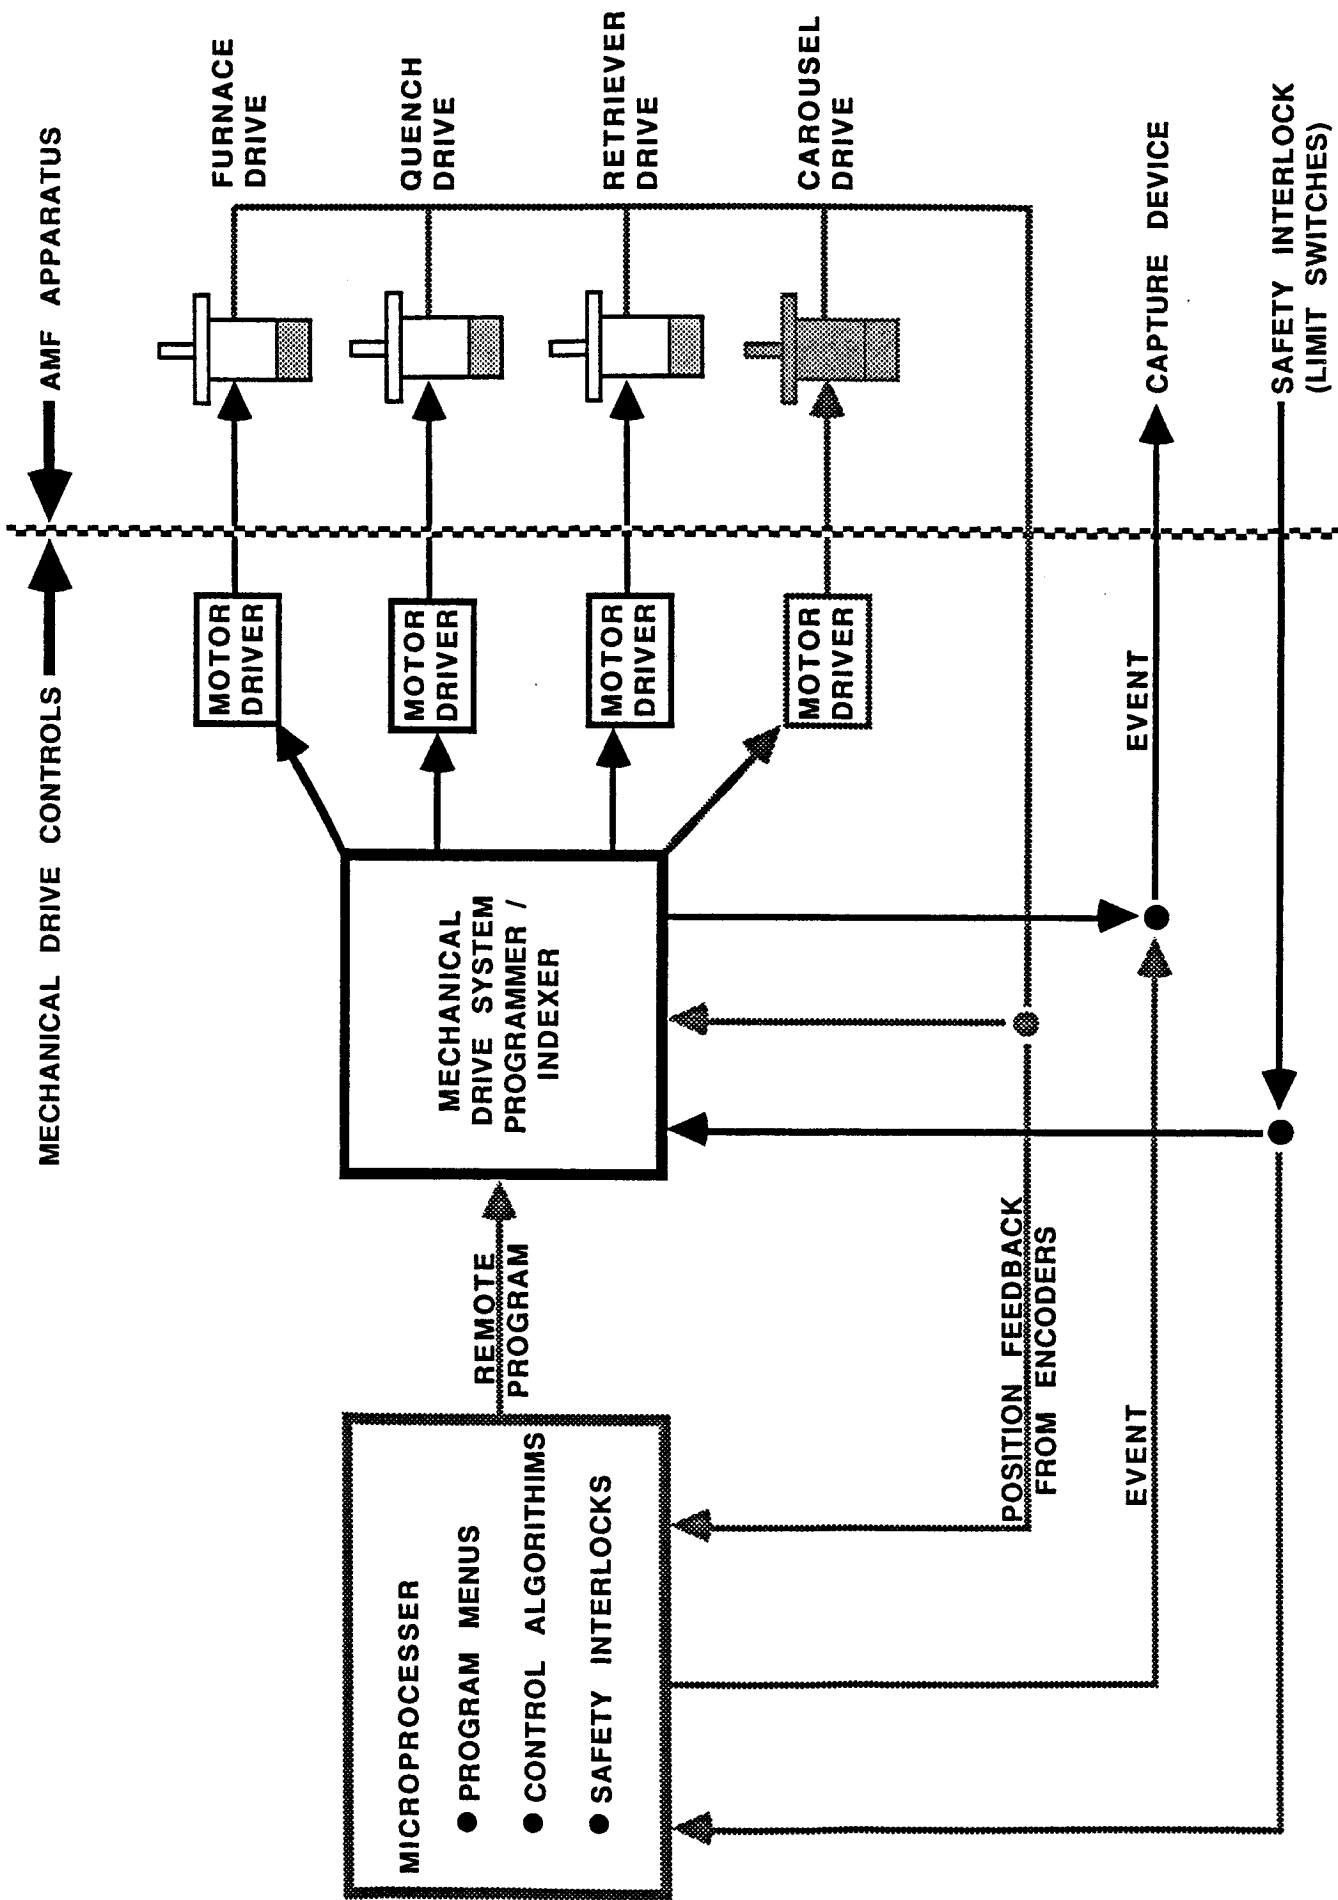 MECHANICAL DRIVE CONTROLS
AMF APPARATUS
MICROPROCESSER
● PROGRAM MENUS
● CONTROL ALGORITHIMS
● SAFETY INTERLOCKS
REMOTE
PROGRAM
MECHANICAL
DRIVE SYSTEM
PROGRAMMER /
INDEXER
MOTOR
DRIVER
FURNACE
DRIVE
MOTOR
DRIVER
QUENCH
DRIVE
MOTOR
DRIVER
RETRIEVER
DRIVE
MOTOR
DRIVER
CAROUSEL
DRIVE
POSITION FEEDBACK
FROM ENCODERS
EVENT
EVENT
CAPTURE DEVICE
SAFETY INTERLOCK
(LIMIT SWITCHES)